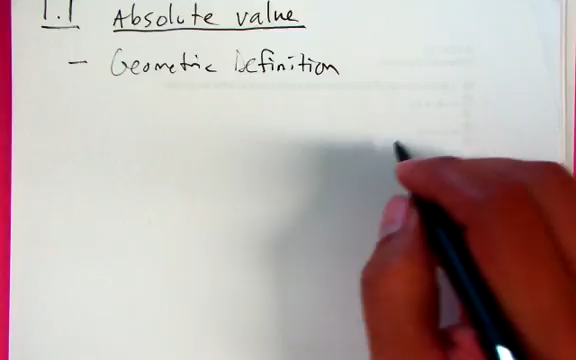 1.1 Absolute value
- Geometric Definition